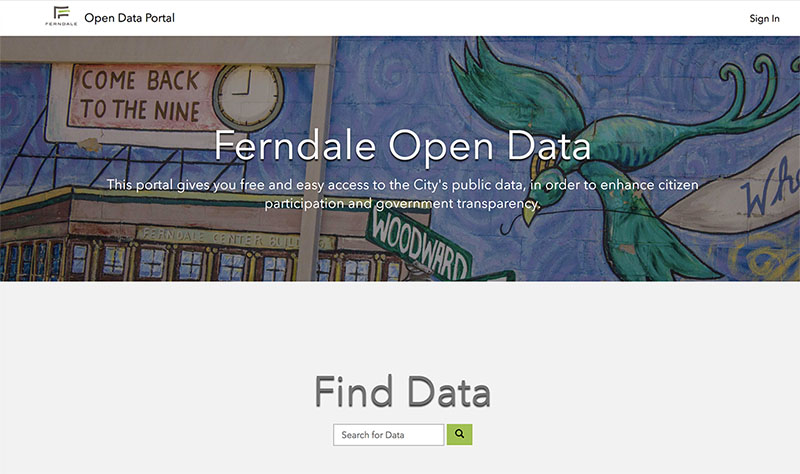 FERNDALE
Open Data Portal
Sign In
COME BACK
TO THE NINE
Ferndale Open Data
This portal gives you free and easy access to the City's public data, in order to enhance citizen
participation and government transparency.
Who
FERNDALE CENTER BUILDING
WOODWARD
Find Data
Search for Data